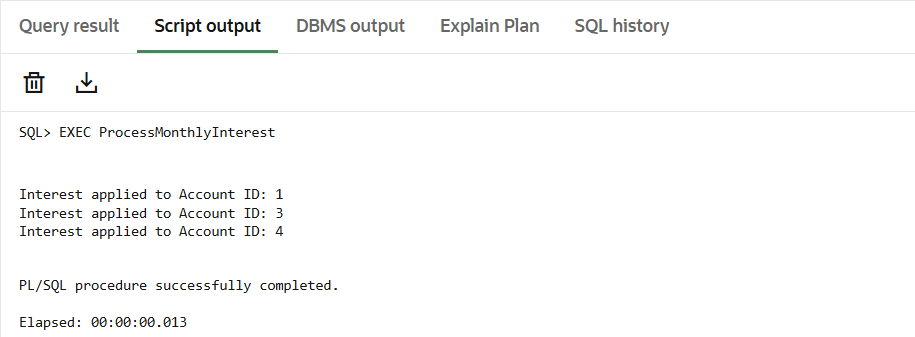 Query result Script output DBMS output Explain Plan SQL history
SQL> EXEC ProcessMonthlyInterest
Interest applied to Account ID: 1
Interest applied to Account ID: 3
Interest applied to Account ID: 4
PL/SQL procedure successfully completed.
Elapsed: 00:00:00.013